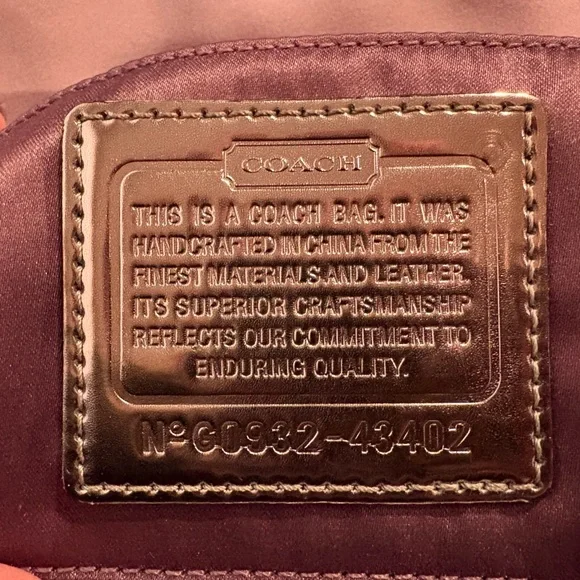 COACH
THIS IS A COACH BAG. IT WAS
HANDCRAFTED IN CHINA FROM THE
FINEST MATERIALS AND LEATHER.
ITS SUPERIOR CRAFTSMANSHIP
REFLECTS OUR COMMITMENT TO
ENDURING QUALITY.
Nº G0932-43402